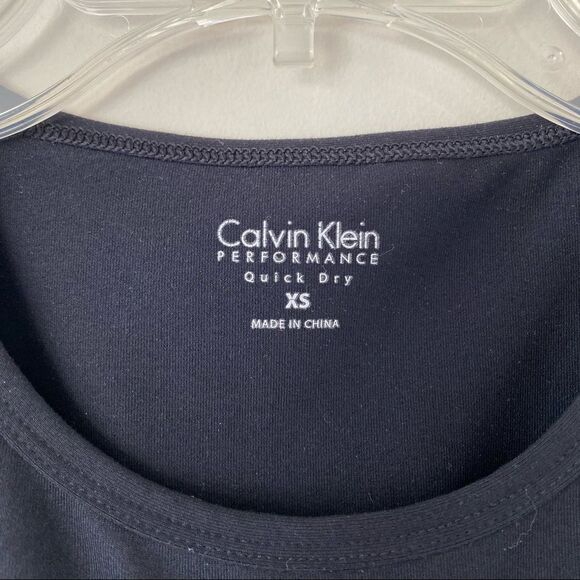 Calvin Klein
PERFORMANCE
Quick Dry
XS
MADE IN CHINA